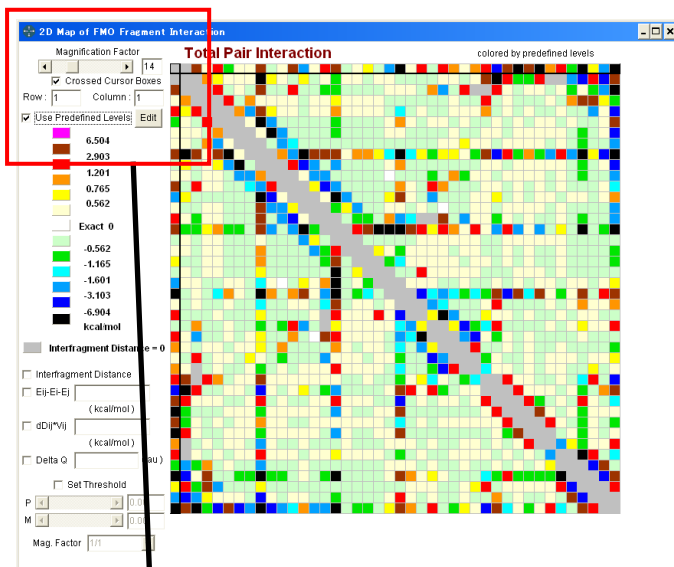 2D Map of FMO Fragment Interaction
Magnification Factor
14
Total Pair Interaction
colored by predefined levels
Crossed Cursor Boxes
Row : 1 Column : 1
Use Predefined Levels Edit
6.504
2.903
1.201
0.765
0.562
Exact 0
-0.562
-1.165
-1.601
-3.103
-6.904
kcal/mol
Interfragment Distance = 0
Interfragment Distance
Eij-Ei-Ej
( kcal/mol )
dDij*Vij
( kcal/mol )
Delta Q
Set Threshold
P
M
Mag. Factor 1/1